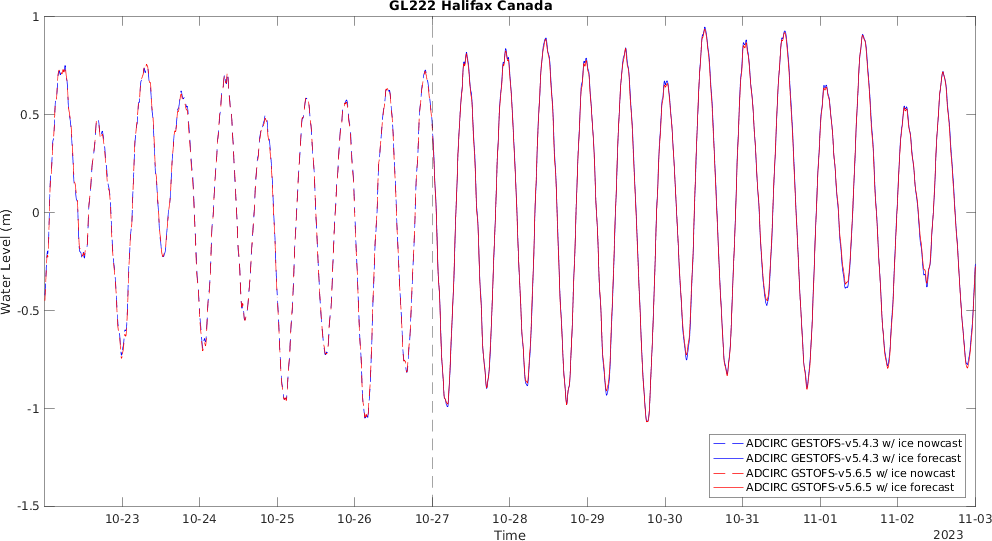 GL222 Halifax Canada
1
0.5
0
-0.5
-1
-1.5
Water Level (m)
ADCIRC GESTOFS-v5.4.3 w/ ice nowcast
ADCIRC GESTOFS-v5.4.3 w/ ice forecast
ADCIRC GSTOFS-v5.6.5 w/ ice nowcast
ADCIRC GSTOFS-v5.6.5 w/ ice forecast
10-23 10-24 10-25 10-26 10-27 10-28 10-29 10-30 10-31 11-01 11-02 11-03
Time
2023